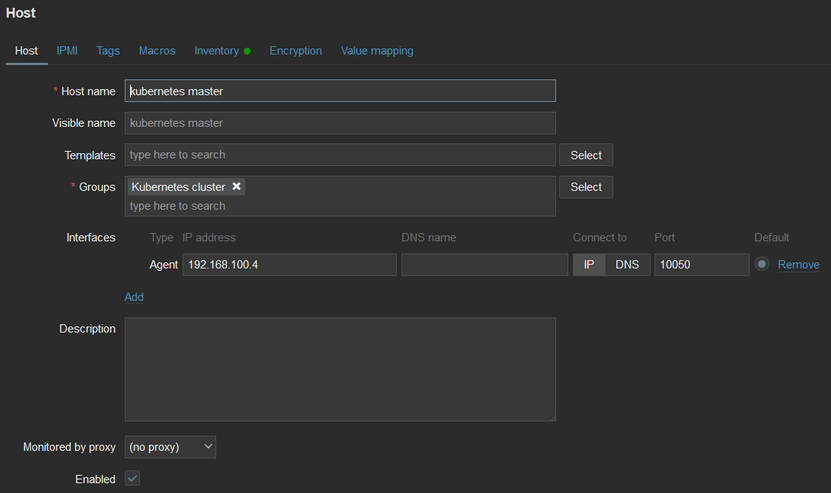 Host
Host IPMI Tags Macros Inventory Encryption Value mapping
* Host name kubernetes master
Visible name kubernetes master
Templates type here to search Select
* Groups Kubernetes cluster ✖ Select
type here to search
Interfaces Type IP address DNS name Connect to Port Default
Agent 192.168.100.4 IP DNS 10050 Remove
Add
Description
Monitored by proxy (no proxy)
Enabled